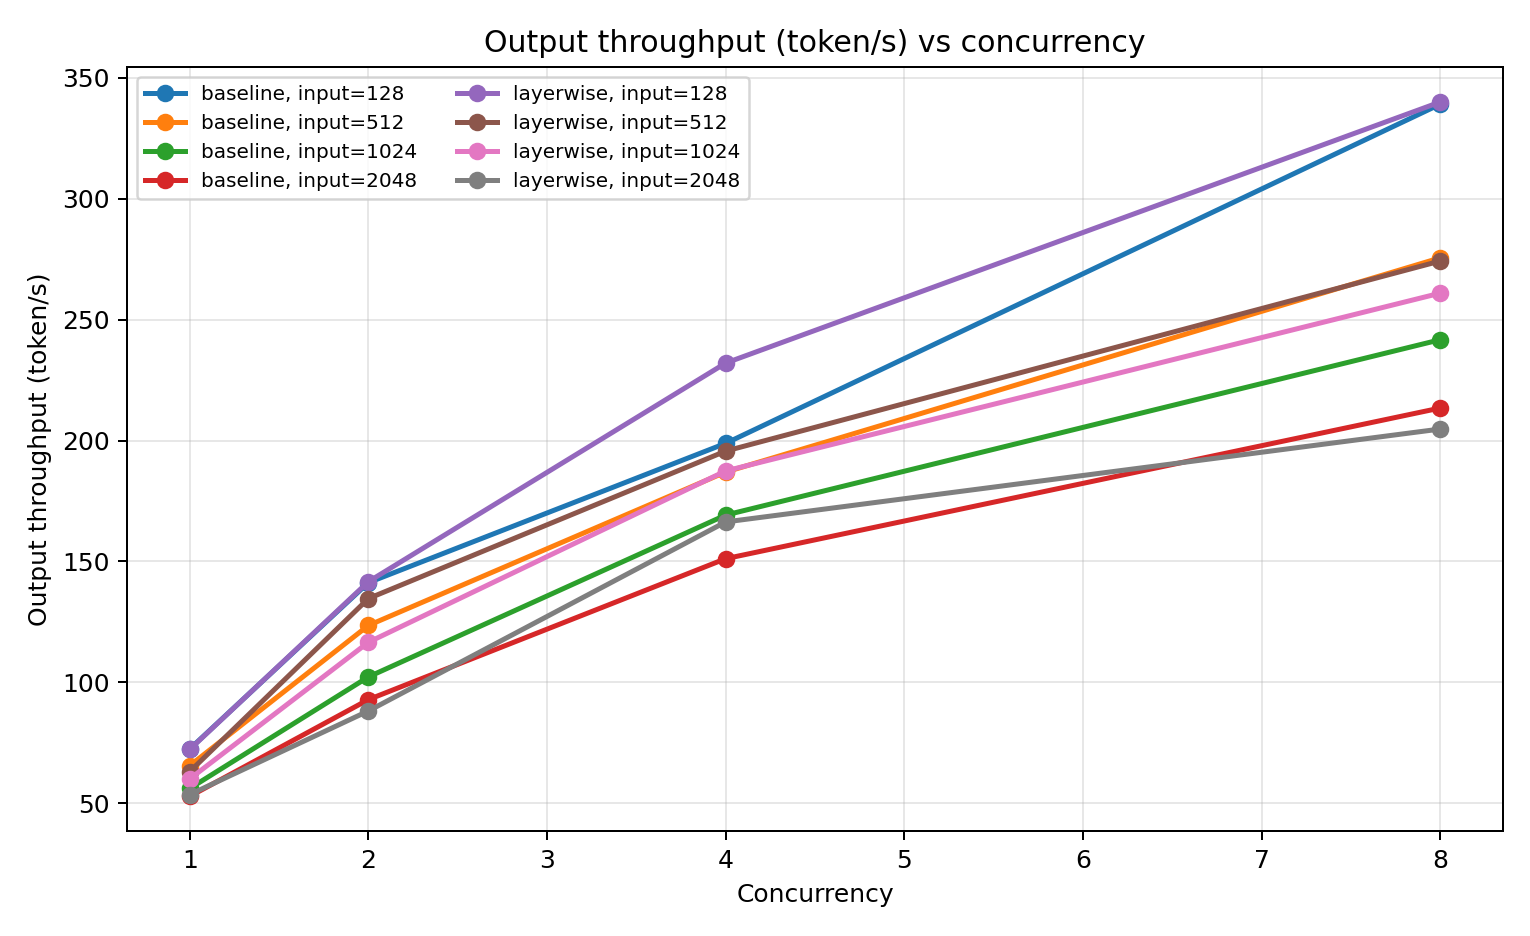 Output throughput (token/s) vs concurrency
baseline, input=128
baseline, input=512
baseline, input=1024
baseline, input=2048
layerwise, input=128
layerwise, input=512
layerwise, input=1024
layerwise, input=2048
Output throughput (token/s)
350
300
250
200
150
100
50
1 2 3 4 5 6 7 8
Concurrency